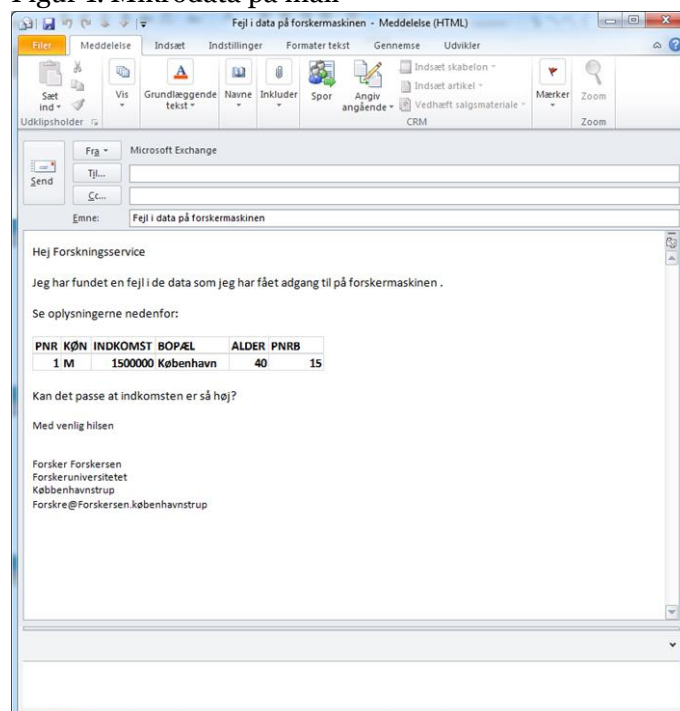 Figur 1. Mikrodata på mail
Fejl i data på forskermaskinen - Meddelelse (HTML)
Filer Meddelelse Indsæt Indstillinger Formater tekst Gennemse Udvikler
Sæt ind
Vis
Grundlæggende tekst
Navne
Inkluder
Spor
Angiv angående
Indsæt skabelon
Indsæt artikel
Vedhæft salgsmateriale
Mærker
Zoom
Udklipsholder CRM Zoom
Send
Fra Microsoft Exchange
Til...
Cc...
Emne: Fejl i data på forskermaskinen
Hej Forskningsservice
Jeg har fundet en fejl i de data som jeg har fået adgang til på forskermaskinen .
Se oplysningerne nedenfor:
PNR KØN INDKOMST BOPÆL ALDER PNRB
1 M 1500000 København 40 15
Kan det passe at indkomsten er så høj?
Med venlig hilsen
Forsker Forskersen
Forskeruniversitetet
Købbenhavnstrup
Forskre@Forskersen.københavnstrup